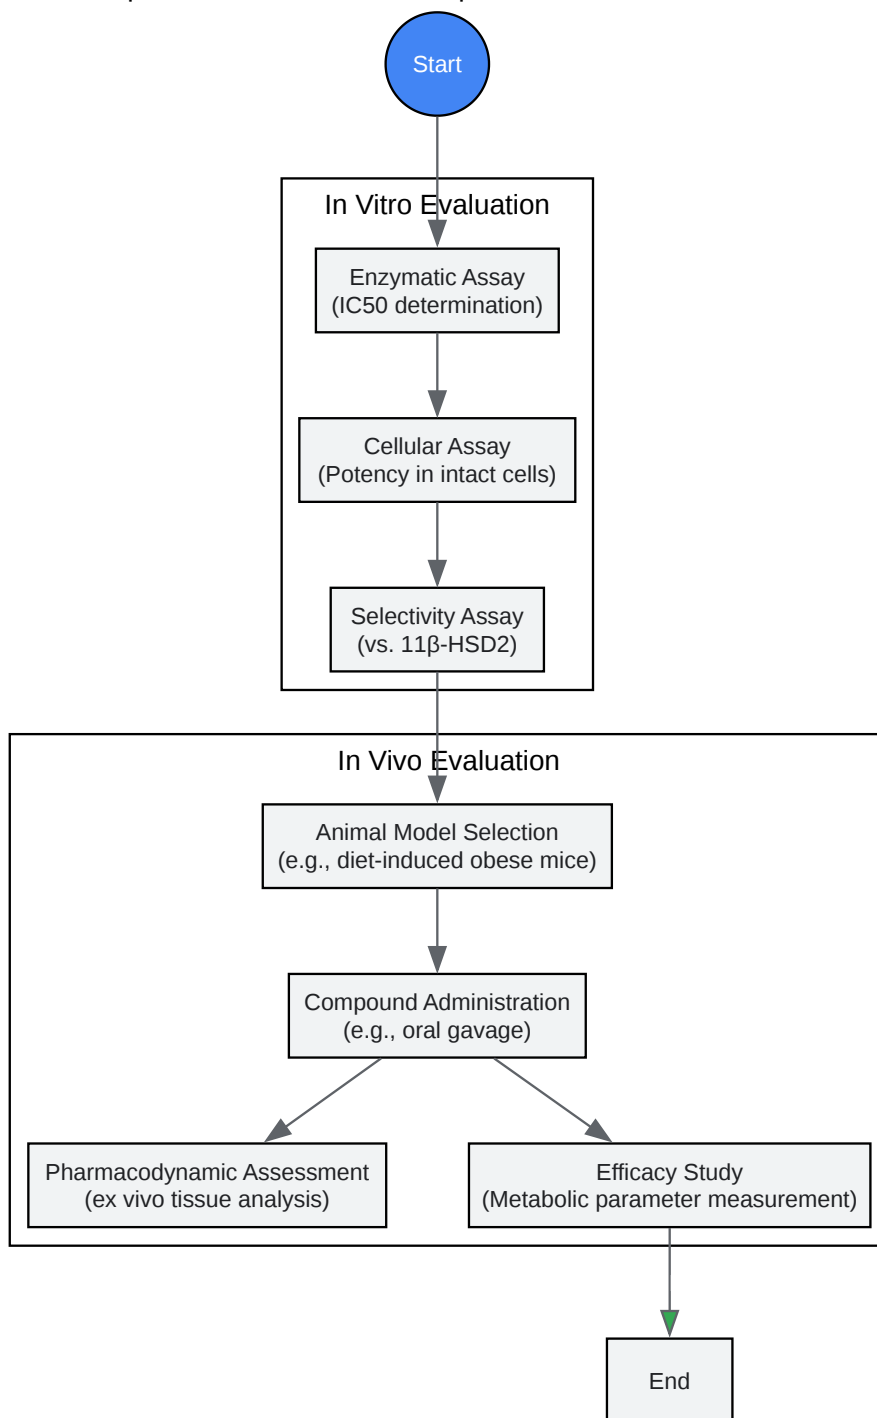 Start
In Vitro Evaluation
Enzymatic Assay
(IC50 determination)
Cellular Assay
(Potency in intact cells)
Selectivity Assay
(vs. 11β-HSD2)
In Vivo Evaluation
Animal Model Selection
(e.g., diet-induced obese mice)
Compound Administration
(e.g., oral gavage)
Pharmacodynamic Assessment
(ex vivo tissue analysis)
Efficacy Study
(Metabolic parameter measurement)
End